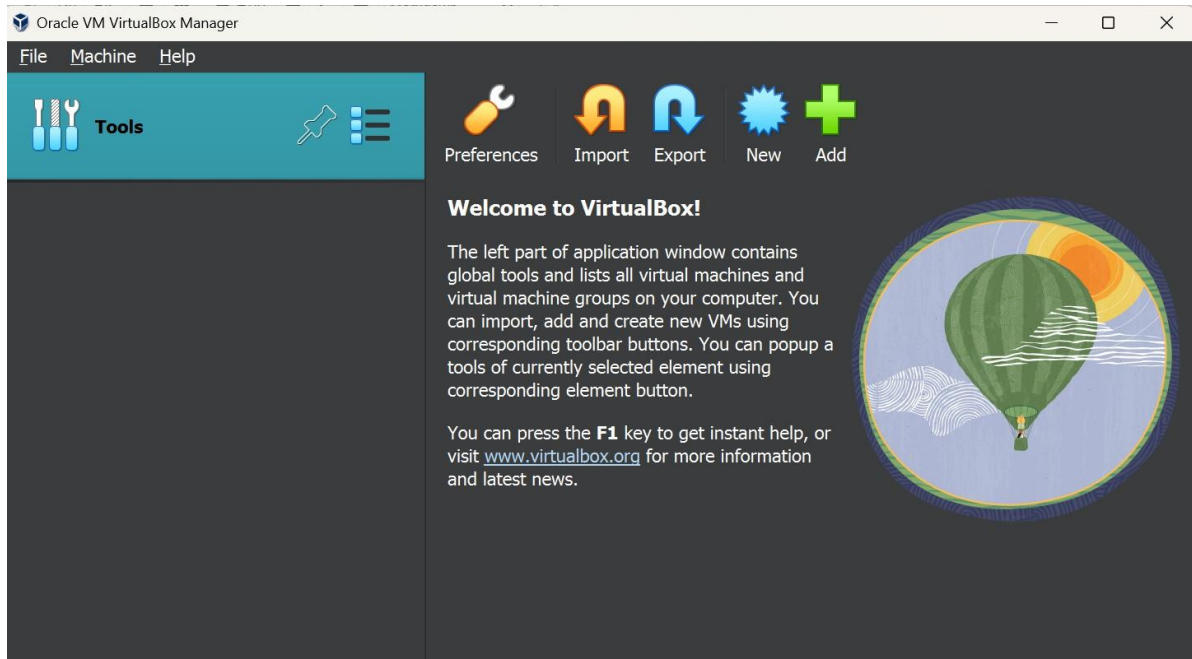 Oracle VM VirtualBox Manager
File Machine Help
Tools
Preferences Import Export New Add
Welcome to VirtualBox!
The left part of application window contains
global tools and lists all virtual machines and
virtual machine groups on your computer. You
can import, add and create new VMs using
corresponding toolbar buttons. You can popup a
tools of currently selected element using
corresponding element button.
You can press the F1 key to get instant help, or
visit www.virtualbox.org for more information
and latest news.